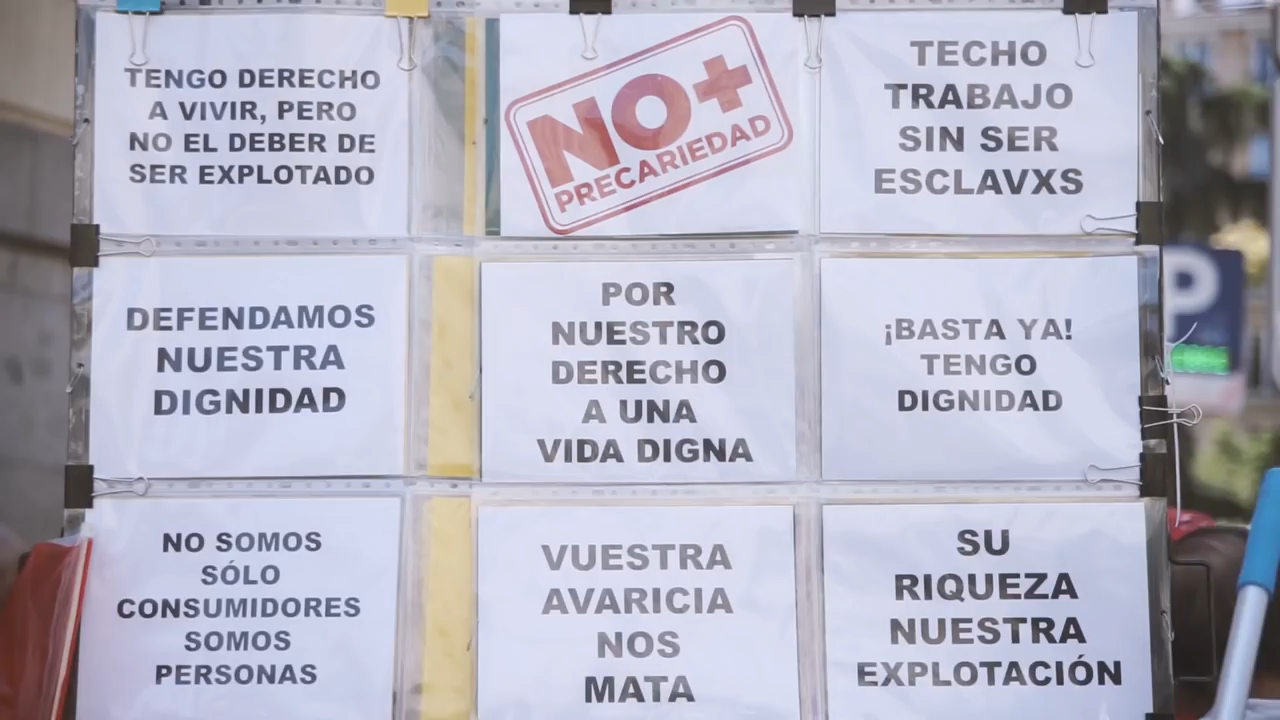 TENGO DERECHO
A VIVIR, PERO
NO EL DEBER DE
SER EXPLOTADO
NO+
PRECARIEDAD
TECHO
TRABAJO
SIN SER
ESCLAVXS
DEFENDAMOS
NUESTRA
DIGNIDAD
POR
NUESTRO
DERECHO
A UNA
VIDA DIGNA
¡BASTA YA!
TENGO
DIGNIDAD
NO SOMOS
SÓLO
CONSUMIDORES
SOMOS
PERSONAS
VUESTRA
AVARICIA
NOS
MATA
SU
RIQUEZA
NUESTRA
EXPLOTACIÓN
P